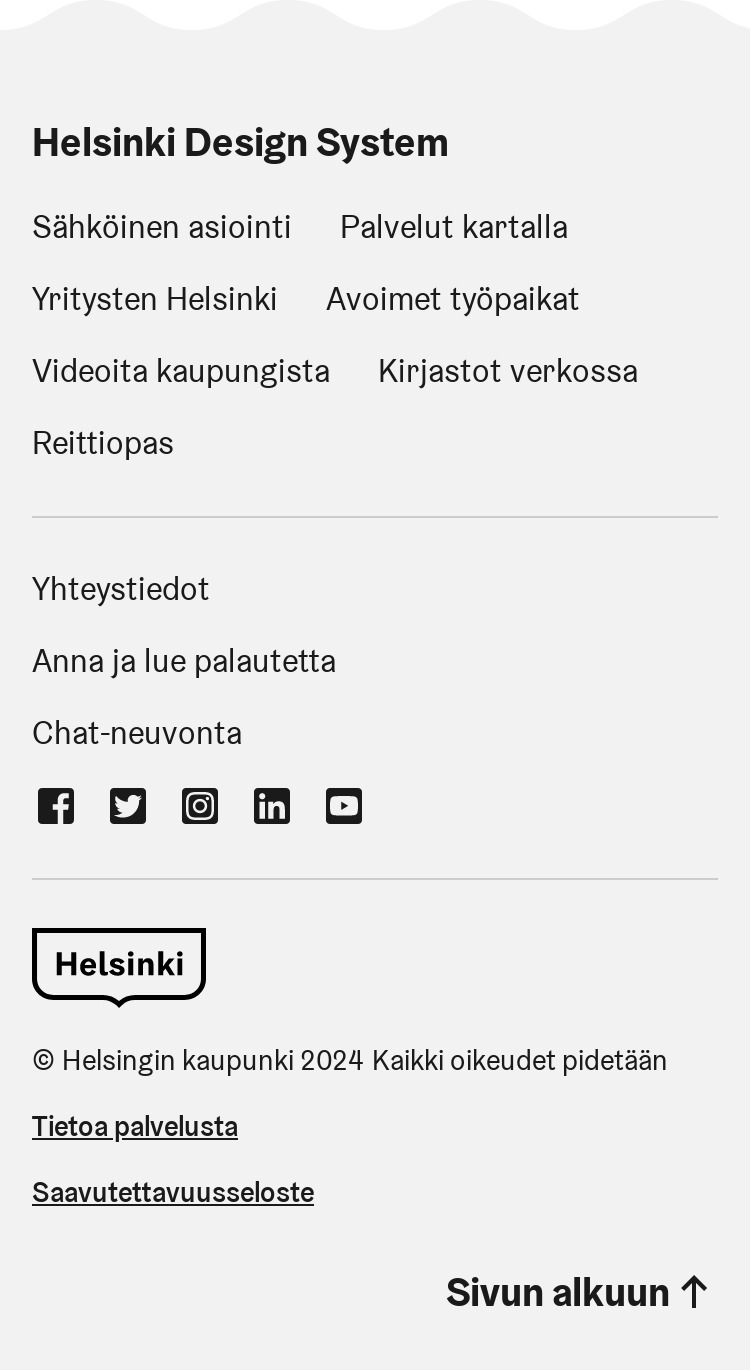 Helsinki Design System
Sähköinen asiointi Palvelut kartalla
Yritysten Helsinki Avoimet työpaikat
Videoita kaupungista Kirjastot verkossa
Reittiopas
Yhteystiedot
Anna ja lue palautetta
Chat-neuvonta
Helsinki
© Helsingin kaupunki 2024 Kaikki oikeudet pidetään
Tietoa palvelusta
Saavutettavuusseloste
Sivun alkuun ↑